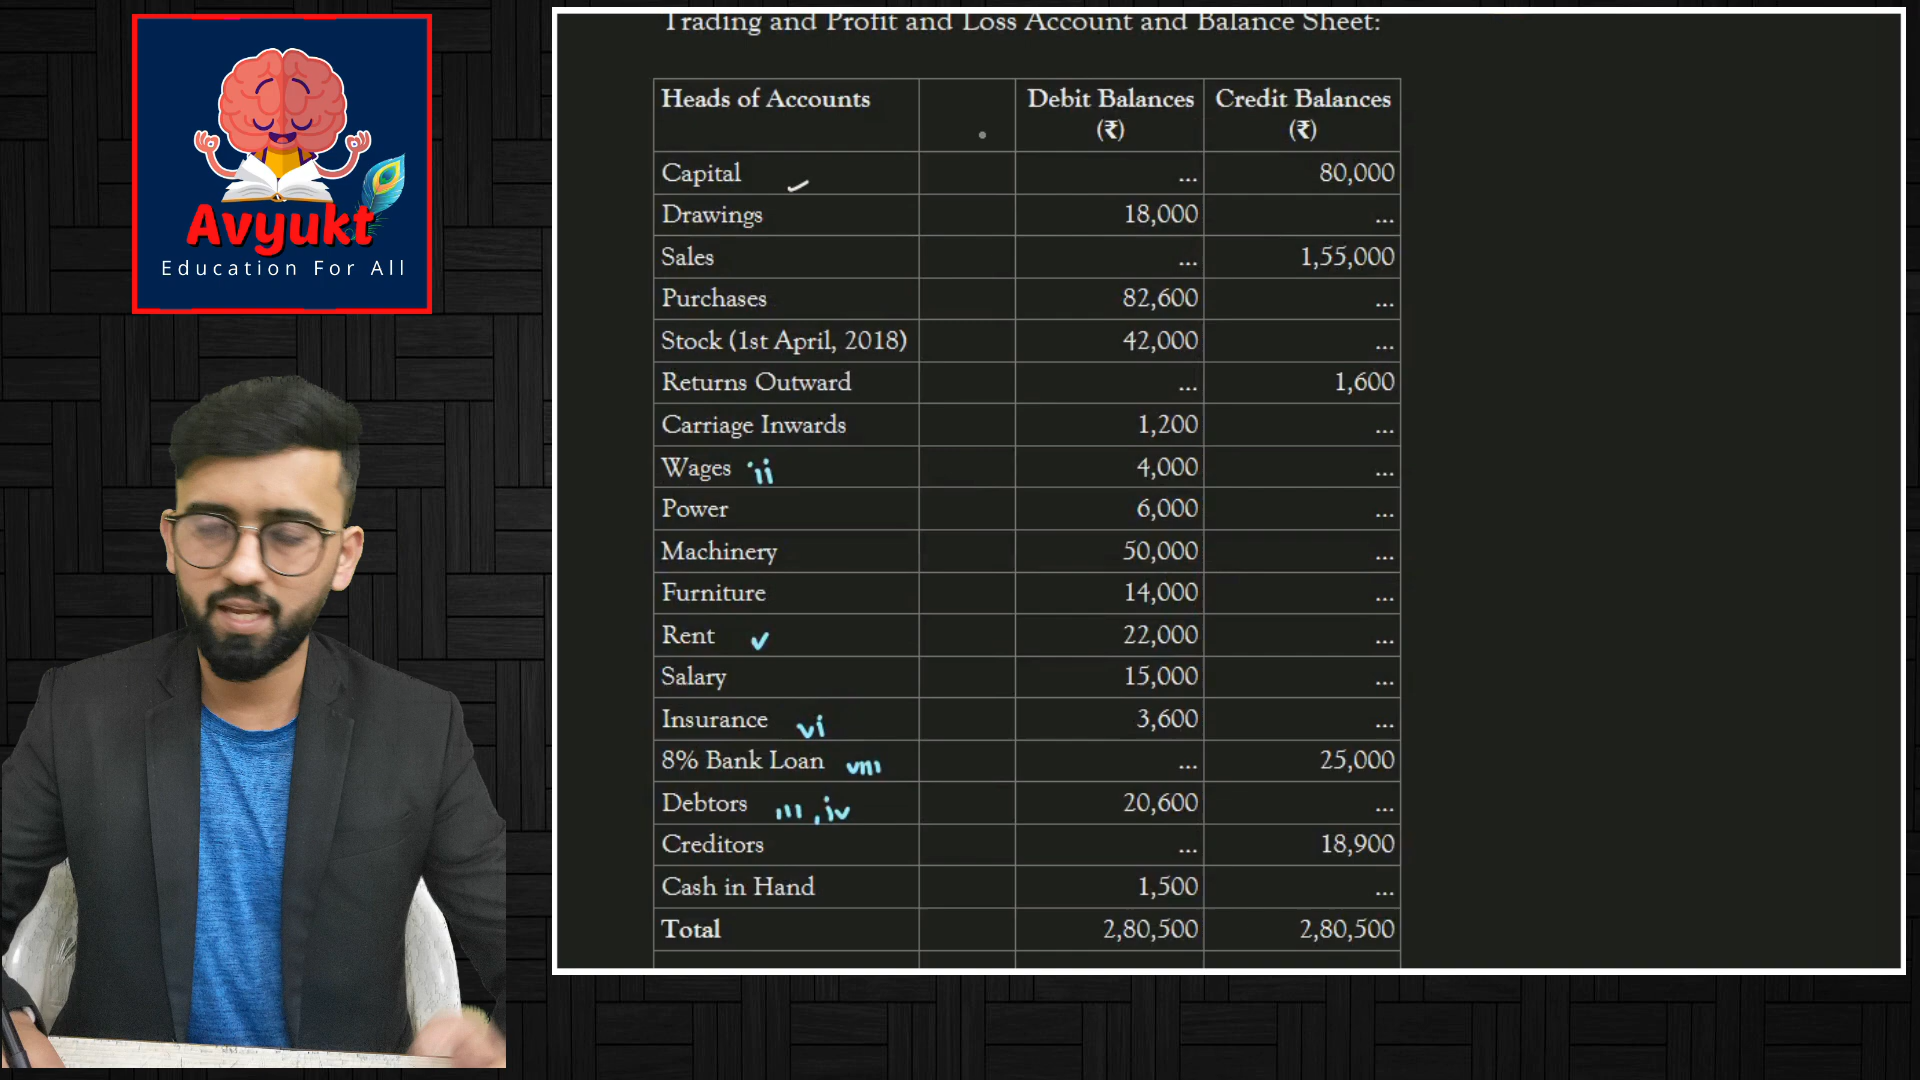 Avyukt
Education For All
Trading and Profit and Loss Account and Balance Sheet:
Heads of Accounts Debit Balances (₹) Credit Balances (₹)
Capital ... 80,000
Drawings 18,000 ...
Sales ... 1,55,000
Purchases 82,600 ...
Stock (1st April, 2018) 42,000 ...
Returns Outward ... 1,600
Carriage Inwards 1,200 ...
Wages ii 4,000 ...
Power 6,000 ...
Machinery 50,000 ...
Furniture 14,000 ...
Rent v 22,000 ...
Salary 15,000 ...
Insurance vi 3,600 ...
8% Bank Loan ... 25,000
Debtors iii, iv 20,600 ...
Creditors ... 18,900
Cash in Hand 1,500 ...
Total 2,80,500 2,80,500